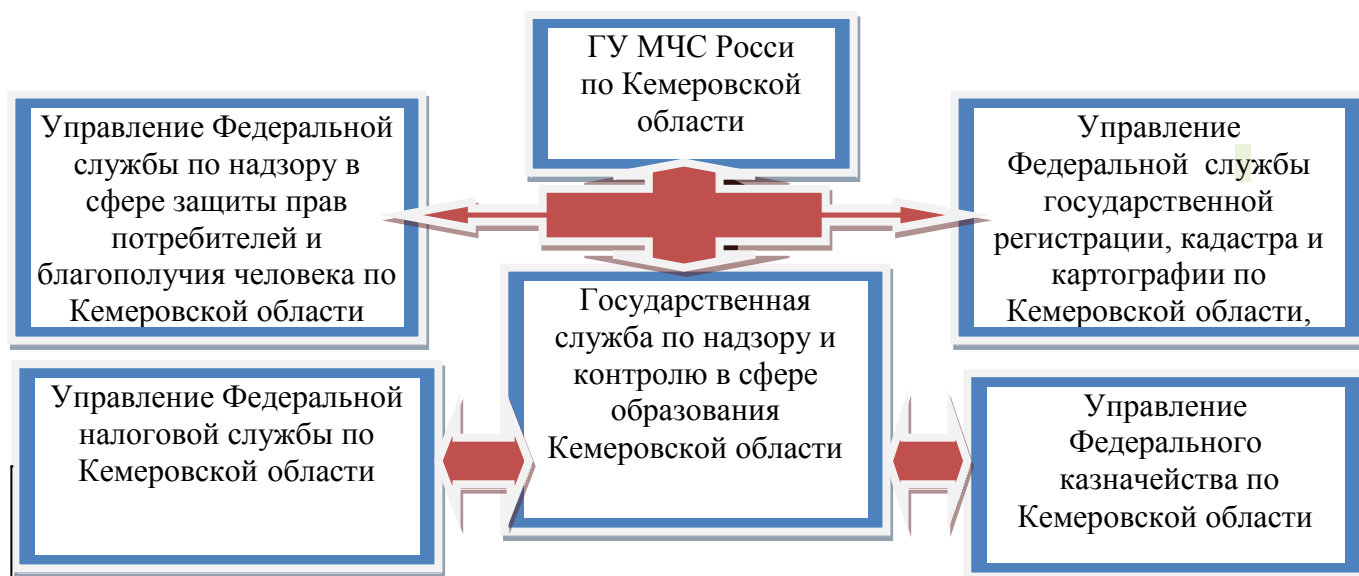 ГУ МЧС Росси
по Кемеровской
области
Управление Федеральной
службы по надзору в
сфере защиты прав
потребителей и
благополучия человека по
Кемеровской области
Управление
Федеральной службы
государственной
регистрации, кадастра и
картографии по
Кемеровской области,
Государственная
служба по надзору и
контролю в сфере
образования
Кемеровской области
Управление Федеральной
налоговой службы по
Кемеровской области
Управление
Федерального
казначейства по
Кемеровской области